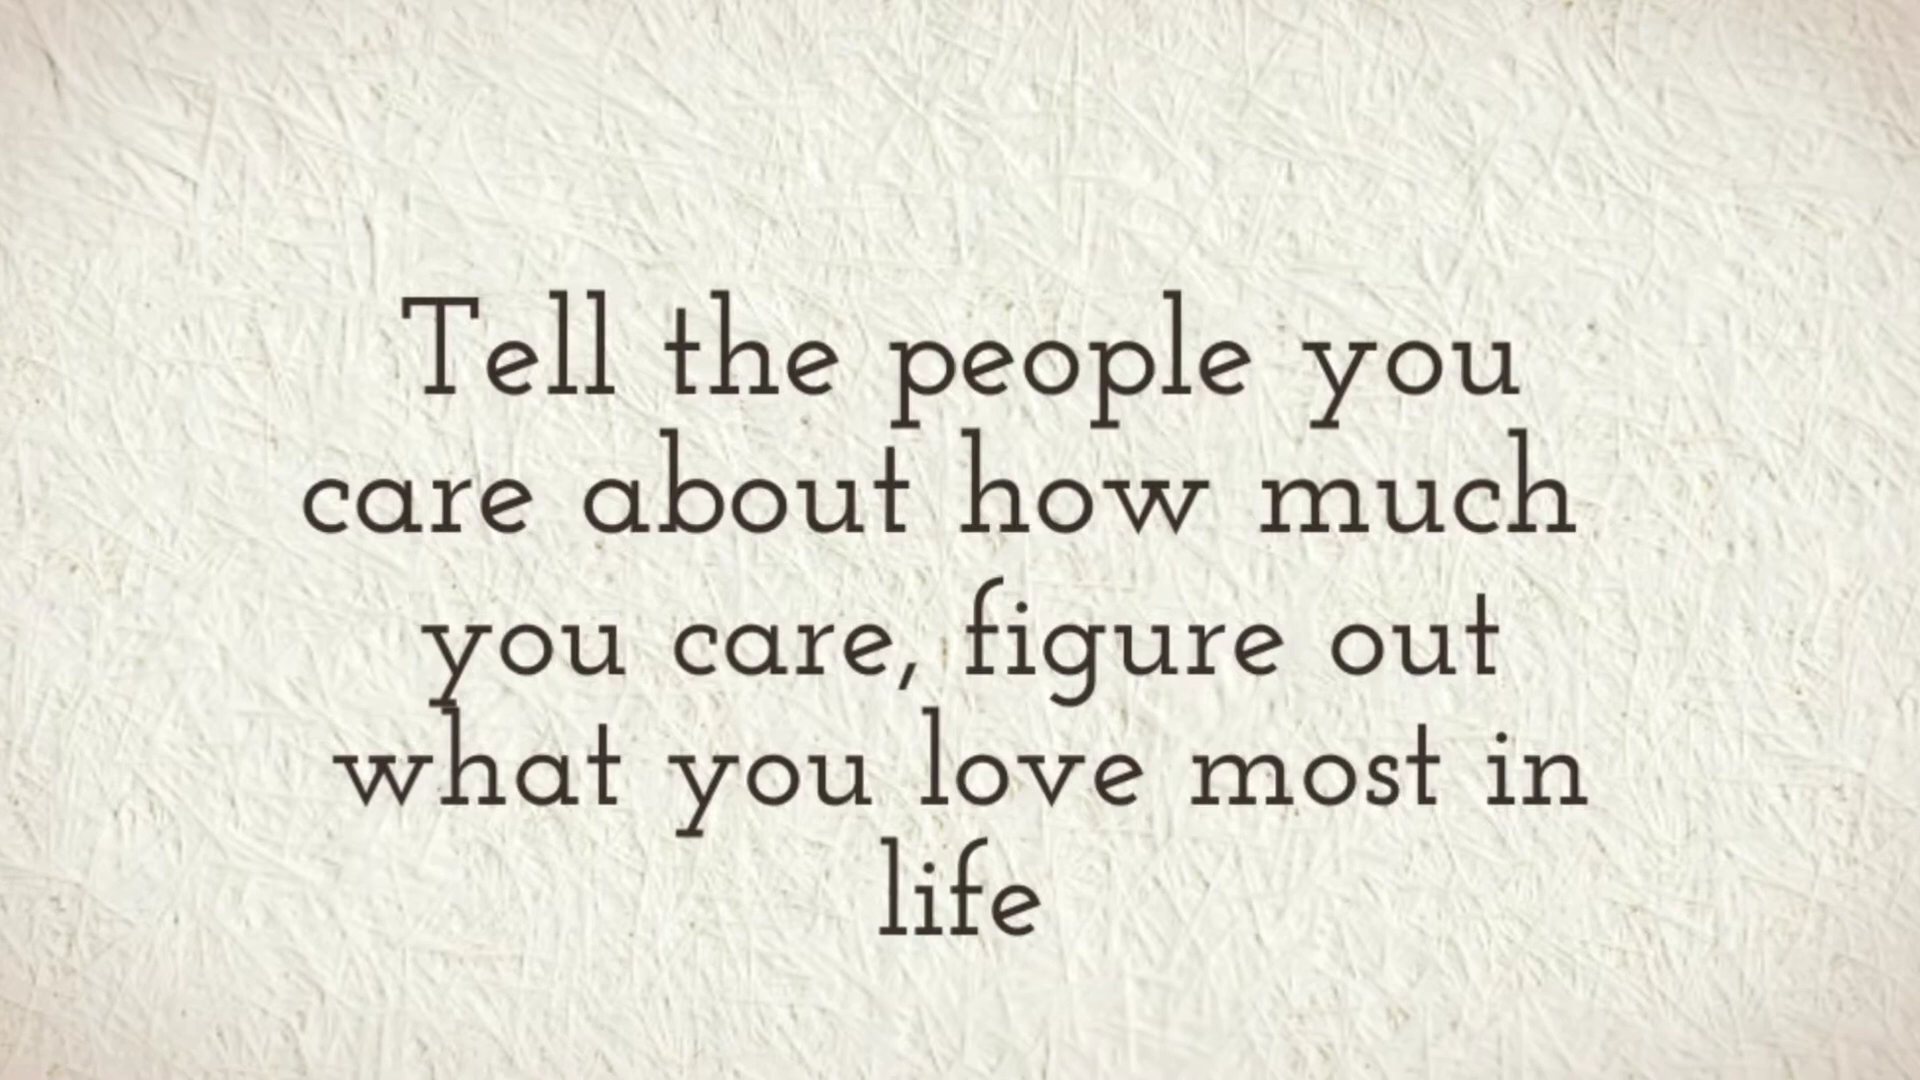 Tell the people you
care about how much
you care, figure out
what you love most in
life